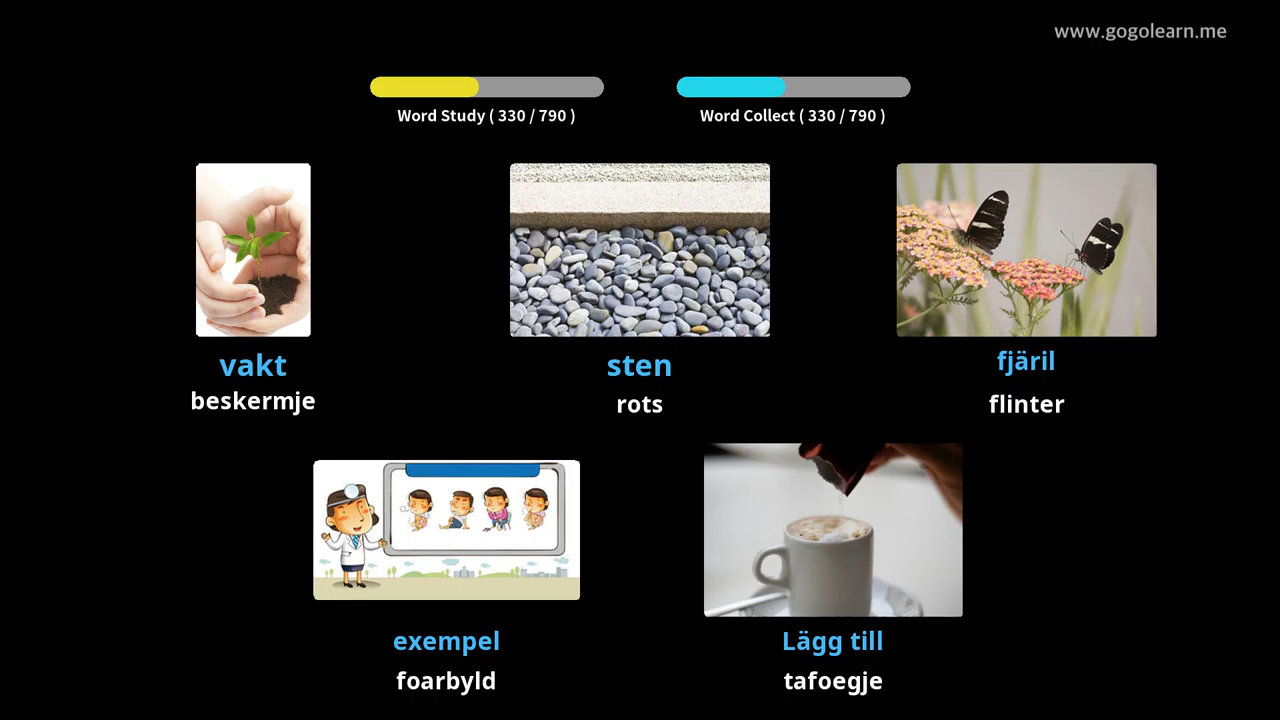 www.gogolearn.me
Word Study ( 330 / 790 )
Word Collect ( 330 / 790 )
vakt
beskermje
sten
rots
fjäril
flinter
exempel
foarbyld
Lägg till
tafoegje